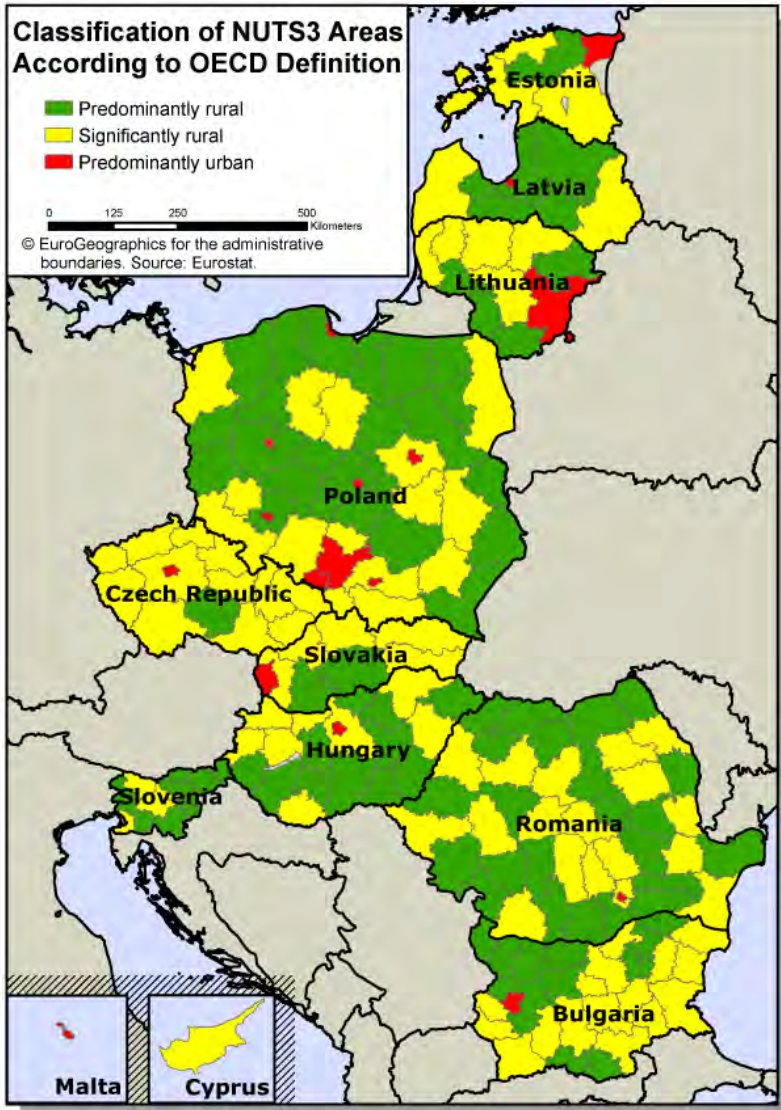 Classification of NUTS3 Areas
According to OECD Definition
Predominantly rural
Significantly rural
Predominantly urban
0 125 250 500
Kilometers
© EuroGeographics for the administrative
boundaries. Source: Eurostat.
Estonia
Latvia
Lithuania
Poland
Czech Republic
Slovakia
Hungary
Slovenia
Romania
Bulgaria
Malta
Cyprus